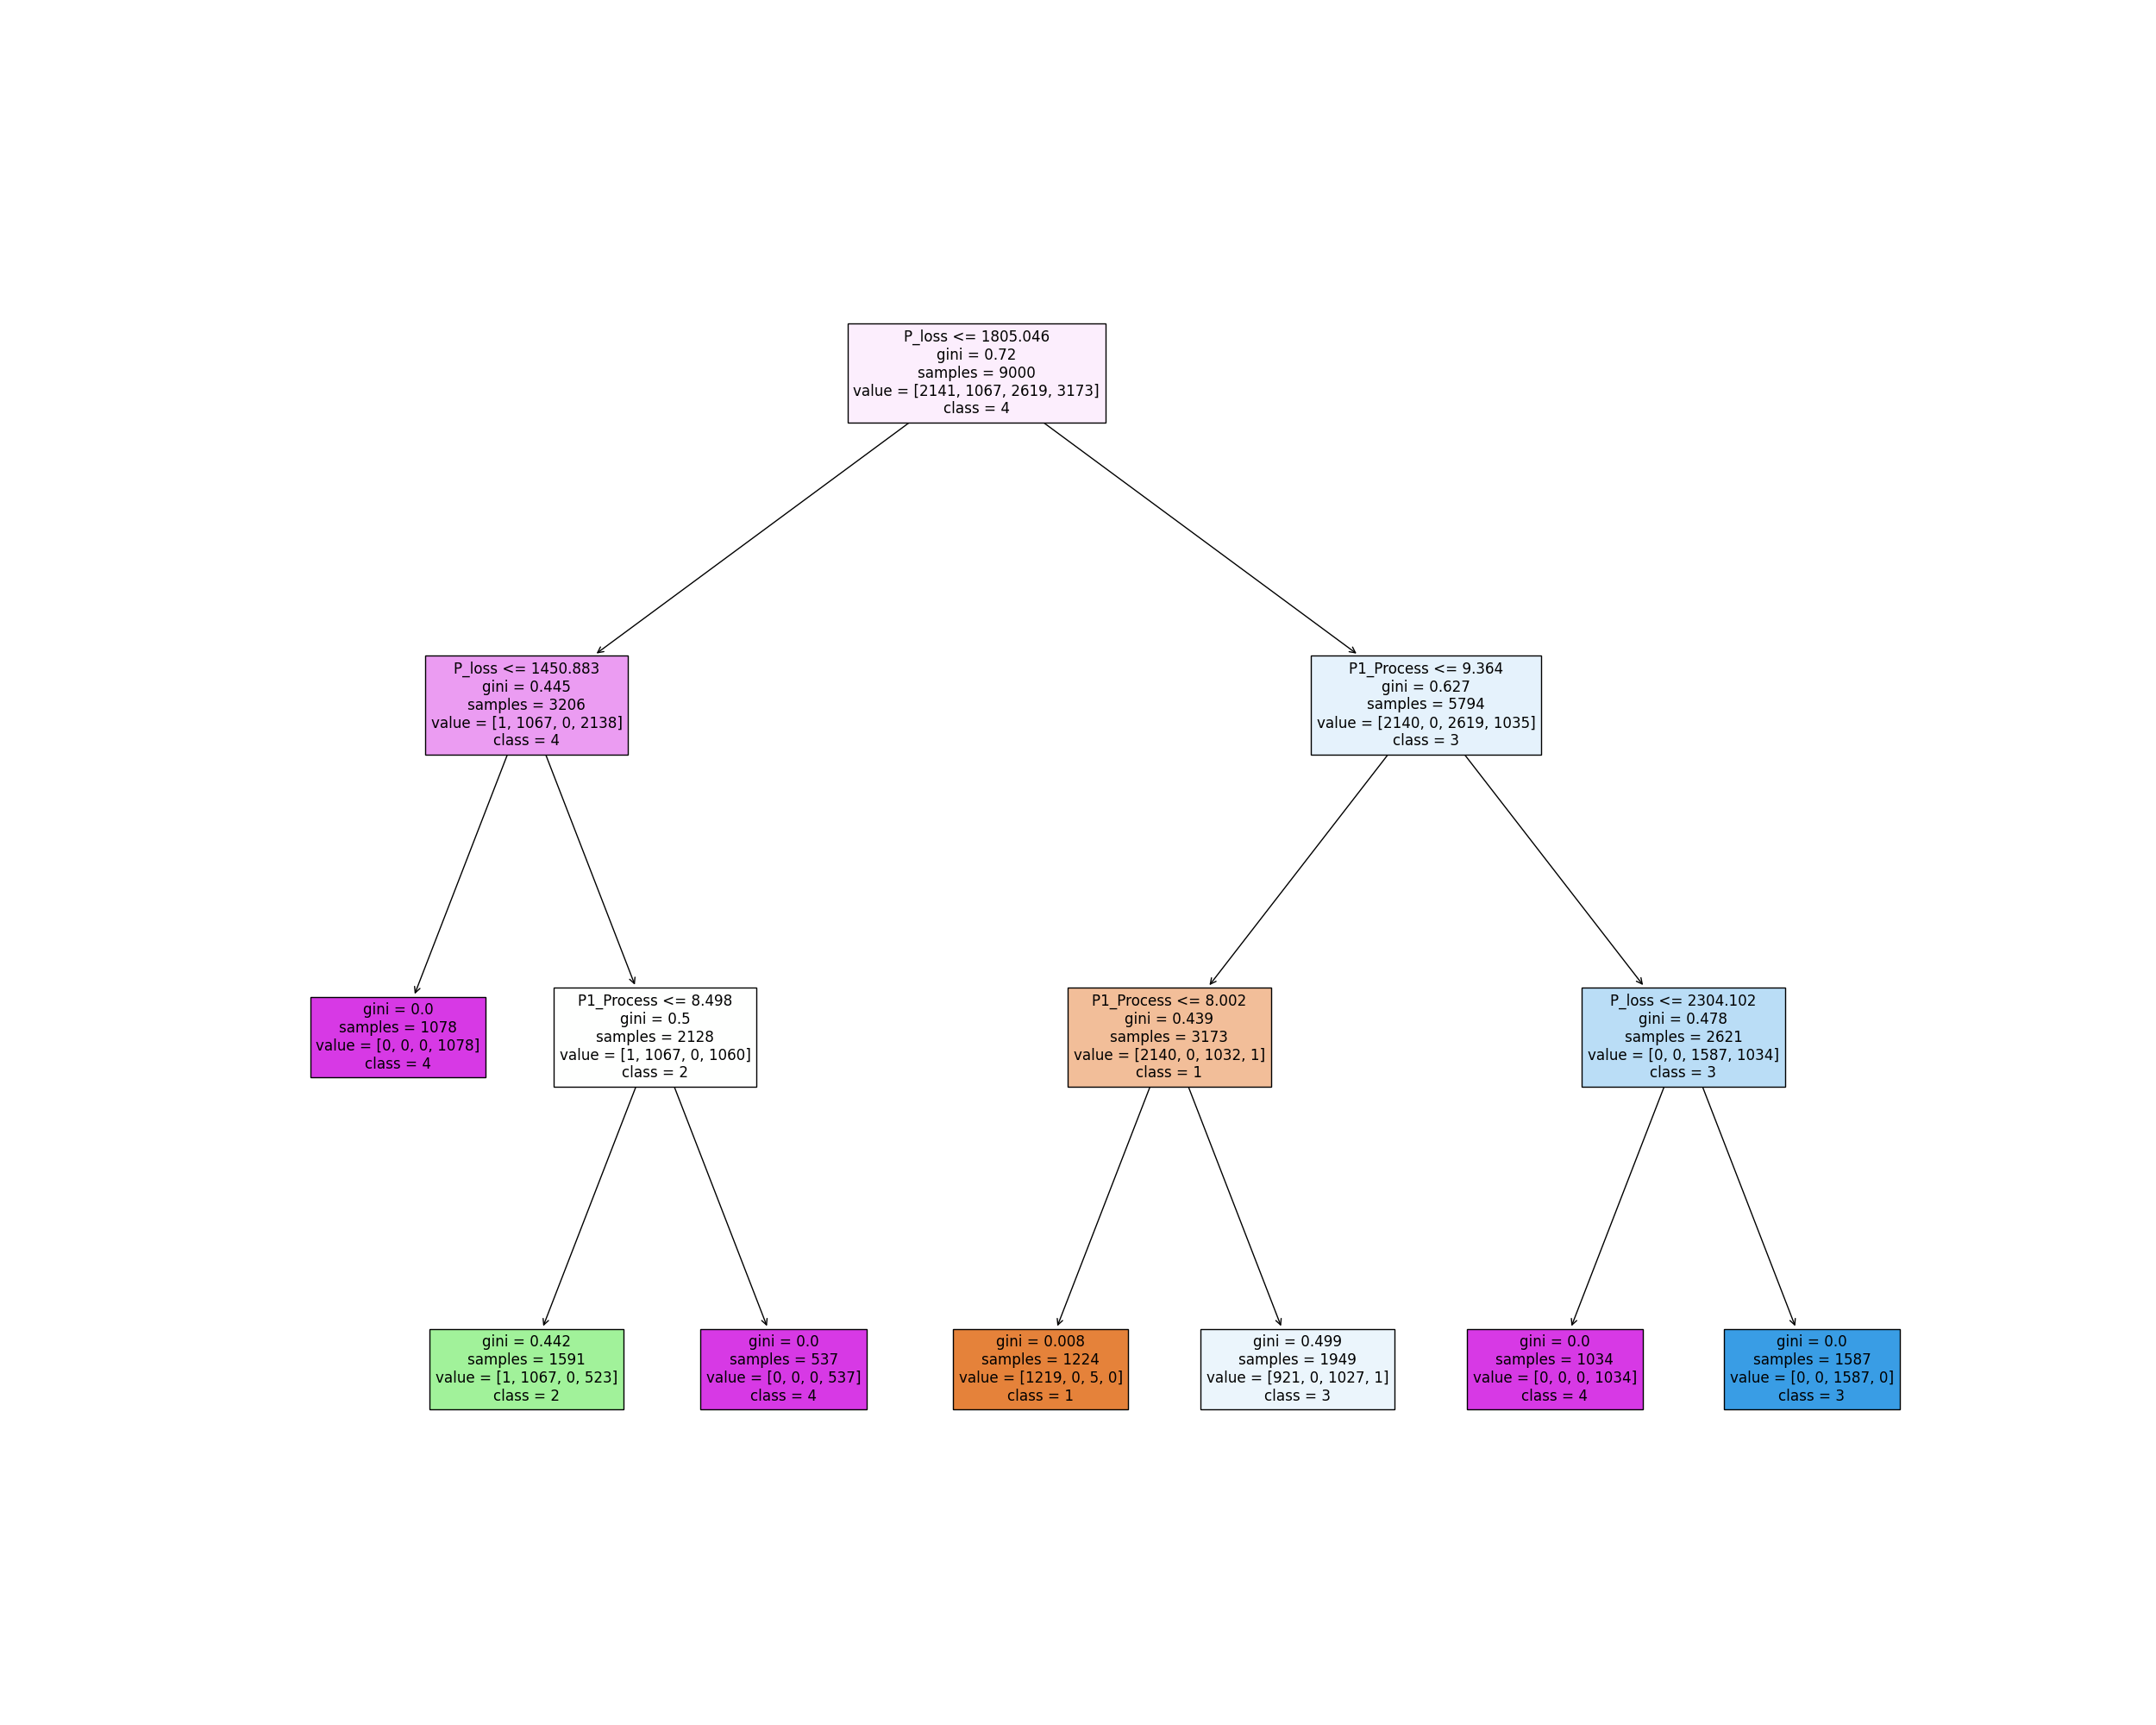 P_loss <= 1805.046
gini = 0.72
samples = 9000
value = [2141, 1067, 2619, 3173]
class = 4
P_loss <= 1450.883
gini = 0.445
samples = 3206
value = [1, 1067, 0, 2138]
class = 4
P1_Process <= 9.364
gini = 0.627
samples = 5794
value = [2140, 0, 2619, 1035]
class = 3
gini = 0.0
samples = 1078
value = [0, 0, 0, 1078]
class = 4
P1_Process <= 8.498
gini = 0.5
samples = 2128
value = [1, 1067, 0, 1060]
class = 2
P1_Process <= 8.002
gini = 0.439
samples = 3173
value = [2140, 0, 1032, 1]
class = 1
P_loss <= 2304.102
gini = 0.478
samples = 2621
value = [0, 0, 1587, 1034]
class = 3
gini = 0.442
samples = 1591
value = [1, 1067, 0, 523]
class = 2
gini = 0.0
samples = 537
value = [0, 0, 0, 537]
class = 4
gini = 0.008
samples = 1224
value = [1219, 0, 5, 0]
class = 1
gini = 0.499
samples = 1949
value = [921, 0, 1027, 1]
class = 3
gini = 0.0
samples = 1034
value = [0, 0, 0, 1034]
class = 4
gini = 0.0
samples = 1587
value = [0, 0, 1587, 0]
class = 3